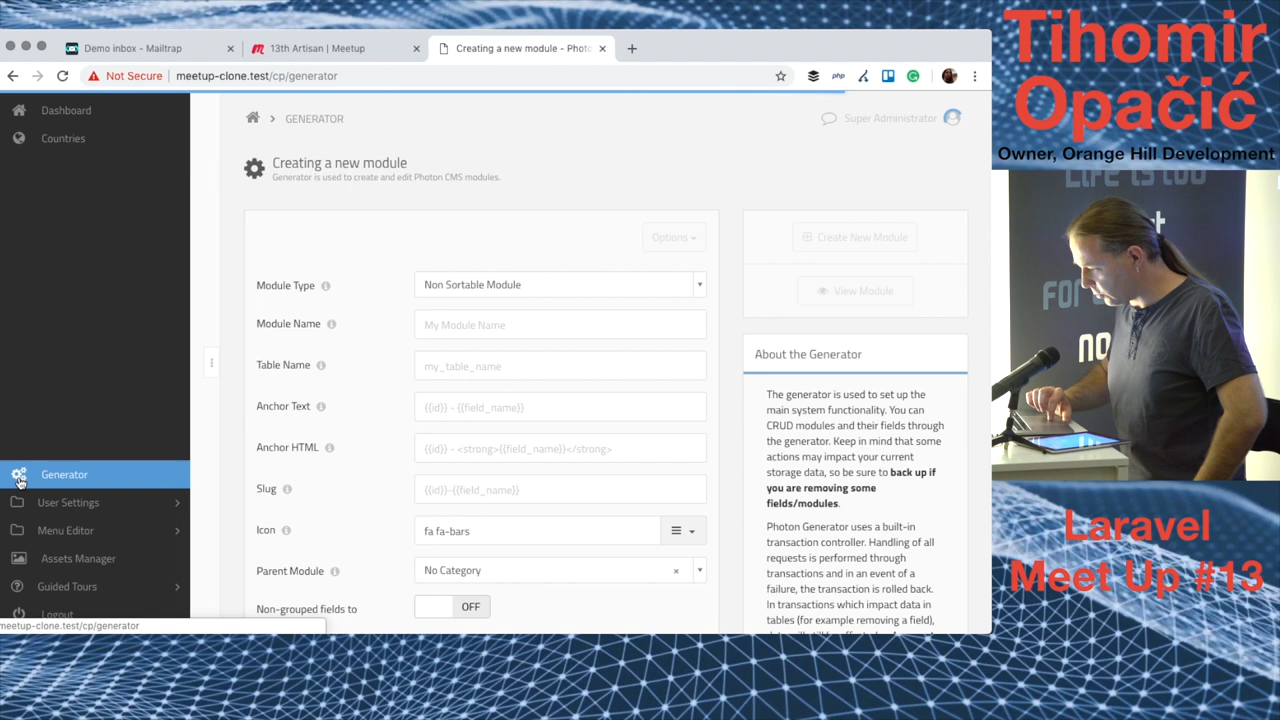 Demo inbox - Mailtrap
13th Artisan | Meetup
Creating a new module - Photo
Not Secure
meetup-clone.test/cp/generator
php
Dashboard
Countries
Generator
User Settings
Menu Editor
Assets Manager
Guided Tours
Logout
meetup-clone.test/cp/generator
GENERATOR
Super Administrator
Creating a new module
Generator is used to create and edit Photon CMS modules.
Options
Module Type
Non Sortable Module
Module Name
My Module Name
Table Name
my_table_name
Anchor Text
{{id}} - {{field_name}}
Anchor HTML
{{id}} - <strong>{{field_name}}</strong>
Slug
{{id}}-{{field_name}}
Icon
fa fa-bars
Parent Module
No Category
Non-grouped fields to
OFF
Create New Module
View Module
About the Generator
The generator is used to set up the
main system functionality. You can
CRUD modules and their fields through
the generator. Keep in mind that some
actions may impact your current
storage data, so be sure to back up if
you are removing some
fields/modules.
Photon Generator uses a built-in
transaction controller. Handling of all
requests is performed through
transactions and in an event of a
failure, the transaction is rolled back.
In transactions which impact data in
tables (for example removing a field),
Tihomir
Opačić
Owner, Orange Hill Development
LIFE IS TOO
FOR
NO
Laravel
Meet Up #13